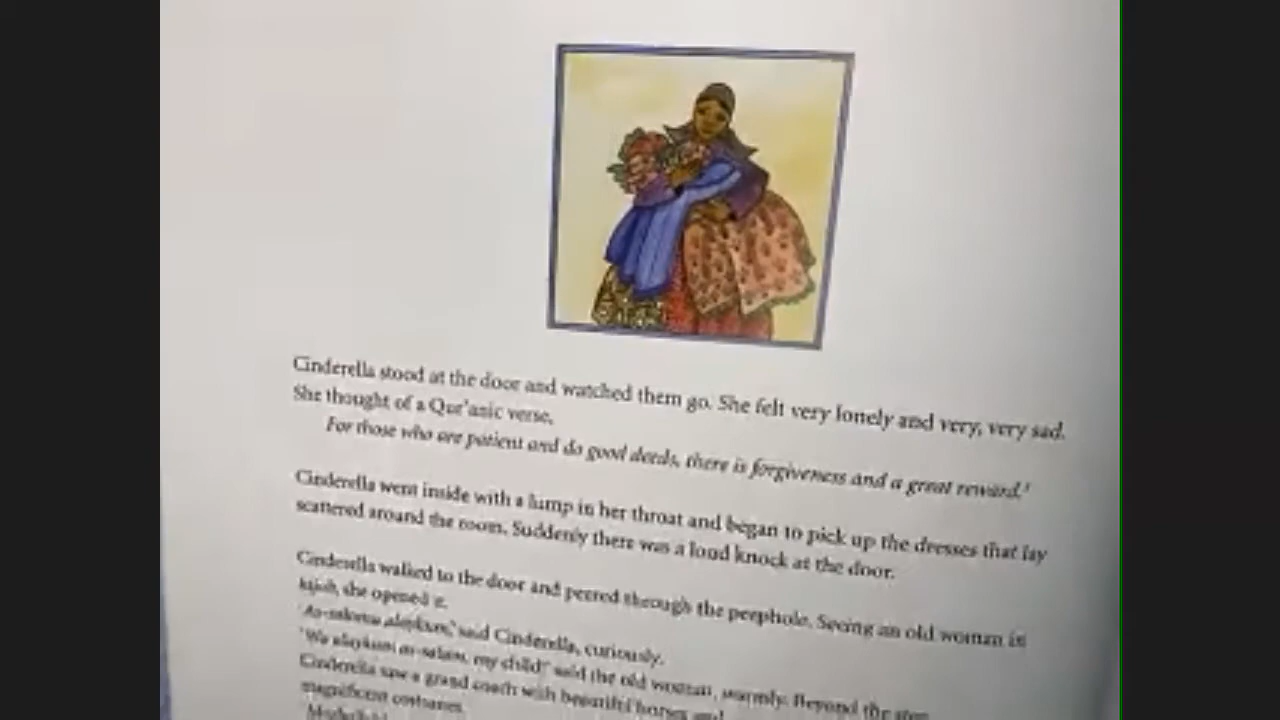 Cinderella stood at the door and watched them go. She felt very lonely and very, very sad.
She thought of a Qur'anic verse.
For those who are patient and do good deeds, there is forgiveness and a great reward.¹
Cinderella went inside with a lump in her throat and began to pick up the dresses that lay
scattered around the room. Suddenly there was a loud knock at the door.
Cinderella walked to the door and peered through the peephole. Seeing an old woman in
hijab, she opened it.
'As-salamu alaykum,' said Cinderella, curiously.
'Wa alaykum as-salam, my child!' said the old woman, warmly. Beyond the step
Cinderella saw a grand coach with beautiful horses and
magnificent costumes.